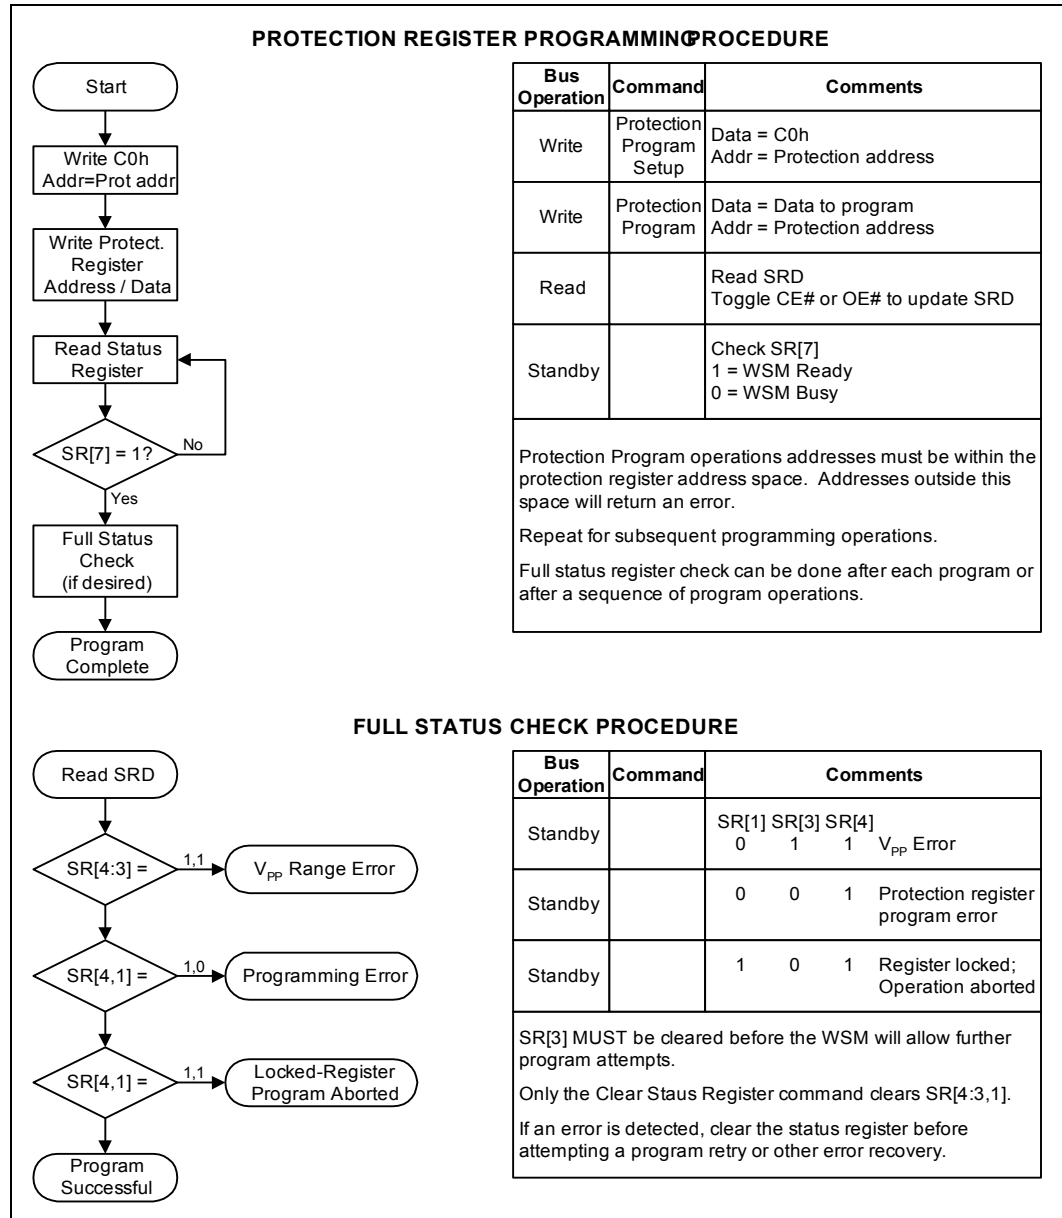 PROTECTION REGISTER PROGRAMMING PROCEDURE
Start
Write C0h
Addr=Prot addr
Write Protect.
Register
Address / Data
Read Status
Register
SR[7] = 1?
No
Yes
Full Status
Check
(if desired)
Program
Complete
Bus
Operation
Command
Comments
Write
Protection
Program
Setup
Data = C0h
Addr = Protection address
Write
Protection
Program
Data = Data to program
Addr = Protection address
Read
Read SRD
Toggle CE# or OE# to update SRD
Standby
Check SR[7]
1 = WSM Ready
0 = WSM Busy
Protection Program operations addresses must be within the
protection register address space. Addresses outside this
space will return an error.
Repeat for subsequent programming operations.
Full status register check can be done after each program or
after a sequence of program operations.
FULL STATUS CHECK PROCEDURE
Read SRD
SR[4:3] =
1,1
VPP Range Error
SR[4,1] =
1,0
Programming Error
SR[4,1] =
1,1
Locked-Register
Program Aborted
Program
Successful
Bus
Operation
Command
Comments
Standby
SR[1] SR[3] SR[4]
0 1 1 VPP Error
Standby
0 0 1 Protection register
program error
Standby
1 0 1 Register locked;
Operation aborted
SR[3] MUST be cleared before the WSM will allow further
program attempts.
Only the Clear Staus Register command clears SR[4:3,1].
If an error is detected, clear the status register before
attempting a program retry or other error recovery.